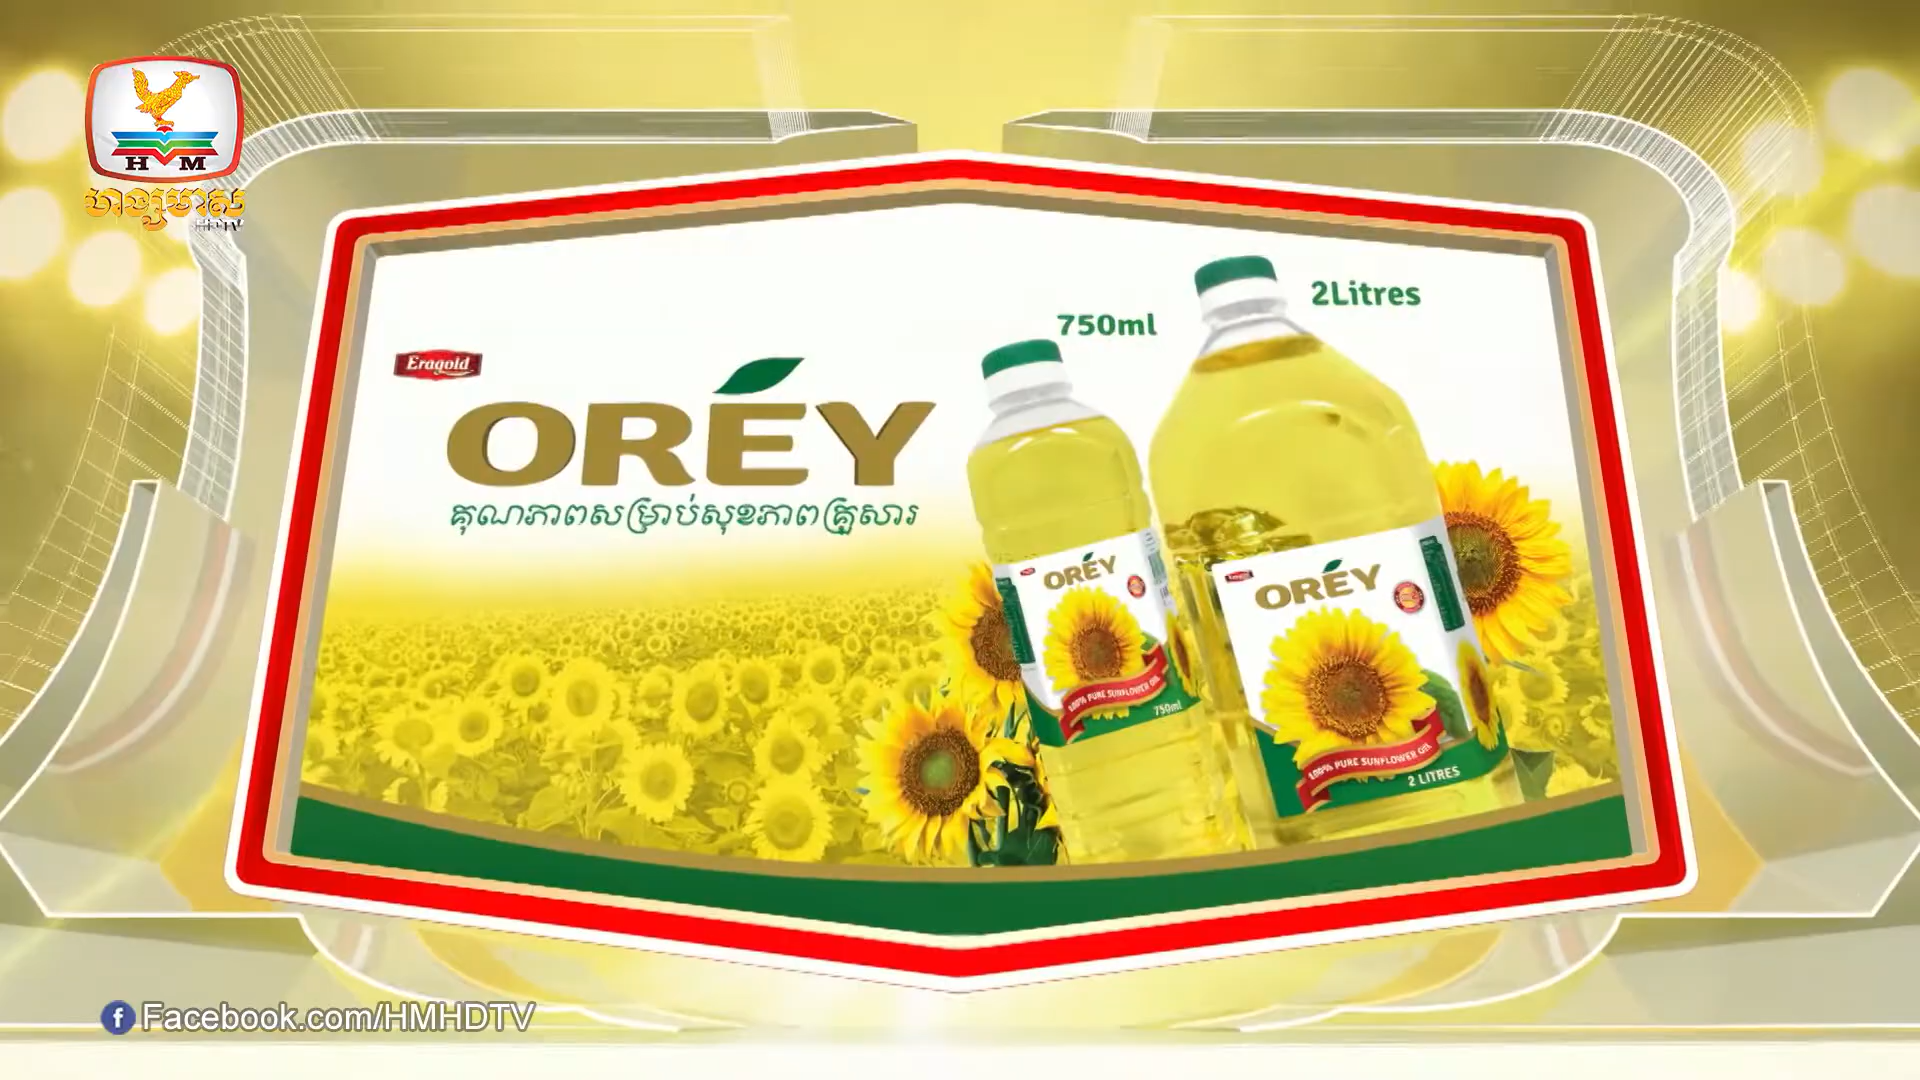 H M
ហង្សមាស
HDTV
Eragold
ORÉY
គុណភាពសម្រាប់សុខភាពគ្រួសារ
750ml
2Litres
ORÉY
100% PURE SUNFLOWER OIL
750ml
Eragold
ORÉY
100% PURE SUNFLOWER OIL
2 LITRES
f Facebook.com/HMHDTV